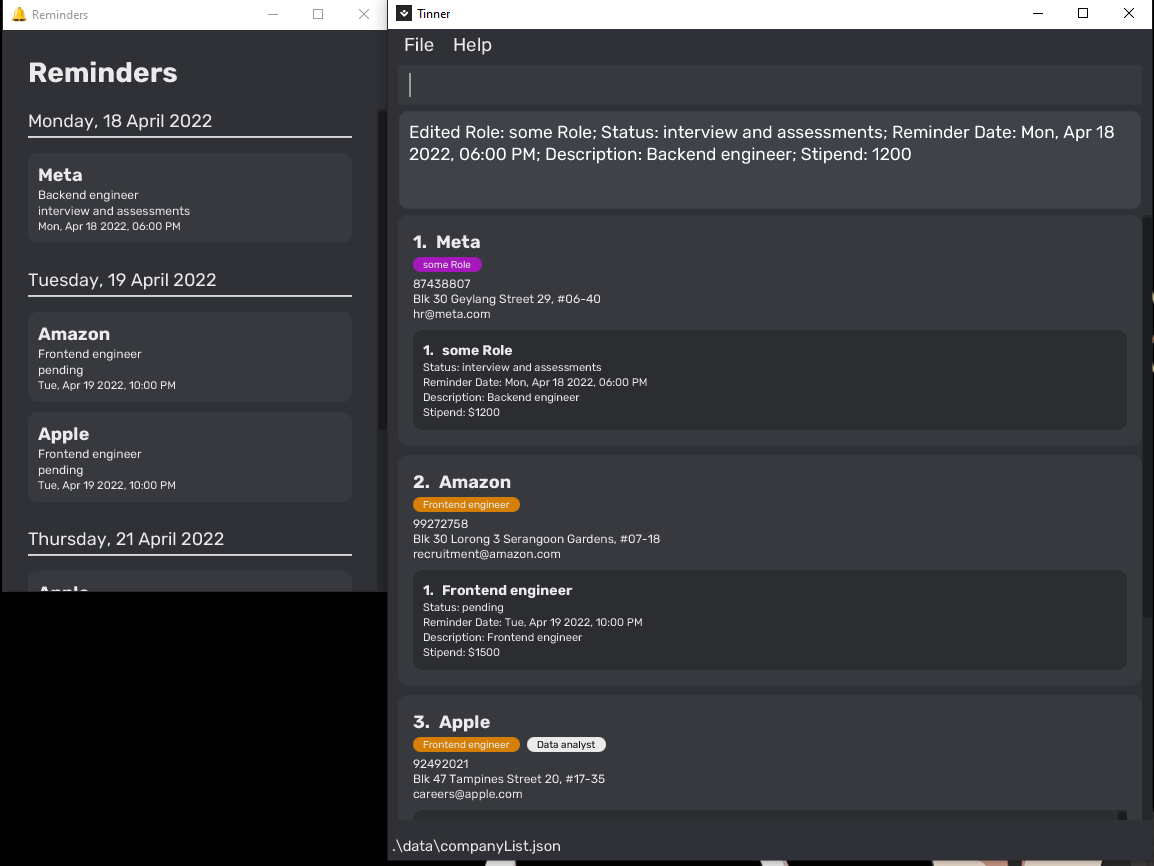 Reminders
Reminders
Monday, 18 April 2022
Meta
Backend engineer
interview and assessments
Mon, Apr 18 2022, 06:00 PM
Tuesday, 19 April 2022
Amazon
Frontend engineer
pending
Tue, Apr 19 2022, 10:00 PM
Apple
Frontend engineer
pending
Tue, Apr 19 2022, 10:00 PM
Thursday, 21 April 2022
Apple
Tinner
File Help
Edited Role: some Role; Status: interview and assessments; Reminder Date: Mon, Apr 18
2022, 06:00 PM; Description: Backend engineer; Stipend: 1200
1. Meta
some Role
87438807
Blk 30 Geylang Street 29, #06-40
hr@meta.com
1. some Role
Status: interview and assessments
Reminder Date: Mon, Apr 18 2022, 06:00 PM
Description: Backend engineer
Stipend: $1200
2. Amazon
Frontend engineer
99272758
Blk 30 Lorong 3 Serangoon Gardens, #07-18
recruitment@amazon.com
1. Frontend engineer
Status: pending
Reminder Date: Tue, Apr 19 2022, 10:00 PM
Description: Frontend engineer
Stipend: $1500
3. Apple
Frontend engineer Data analyst
92492021
Blk 47 Tampines Street 20, #17-35
careers@apple.com
.\data\companyList.json